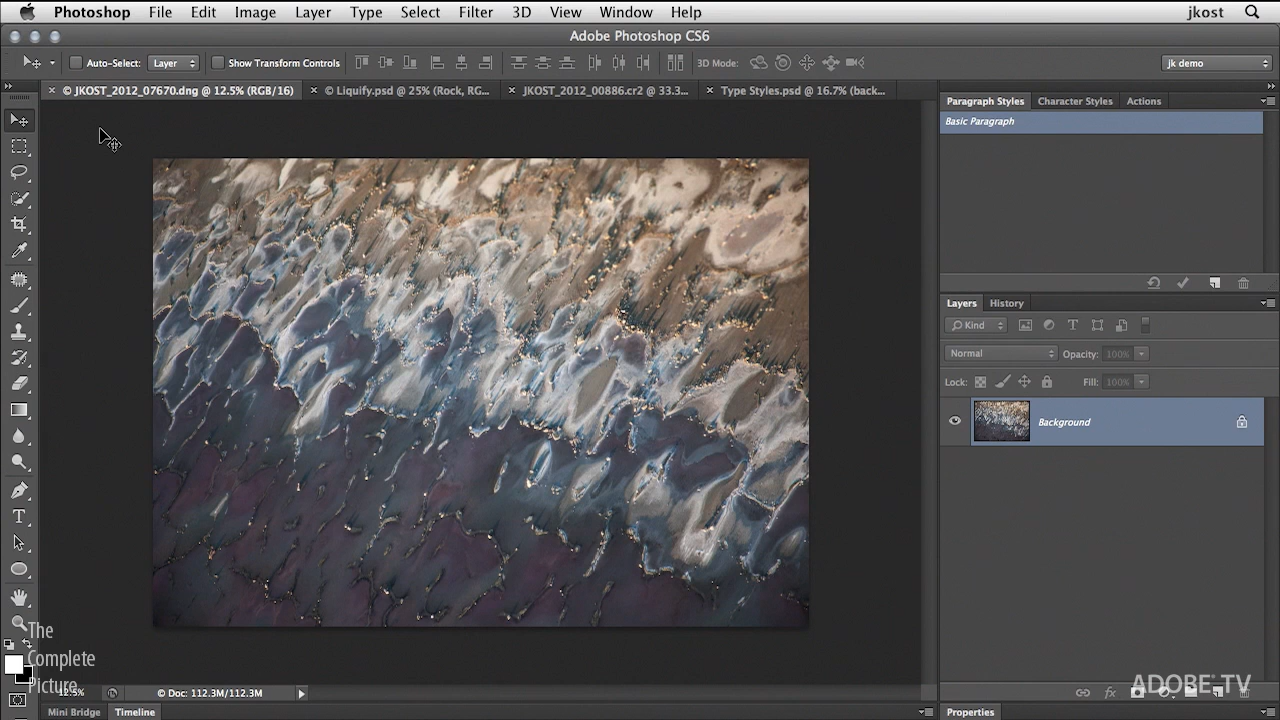 Photoshop File Edit Image Layer Type Select Filter 3D View Window Help jkost
Adobe Photoshop CS6
Auto-Select: Layer Show Transform Controls 3D Mode: jk demo
© JKOST_2012_07670.dng @ 12.5% (RGB/16) © Liquify.psd @ 25% (Rock, RG... JKOST_2012_00886.cr2 @ 33.3... Type Styles.psd @ 16.7% (back...
Paragraph Styles Character Styles Actions
Basic Paragraph
Layers History
Kind
Normal Opacity: 100%
Lock: Fill: 100%
Background
The
Complete
Picture
12.5% © Doc: 112.3M/112.3M
ADOBE TV
Mini Bridge Timeline Properties